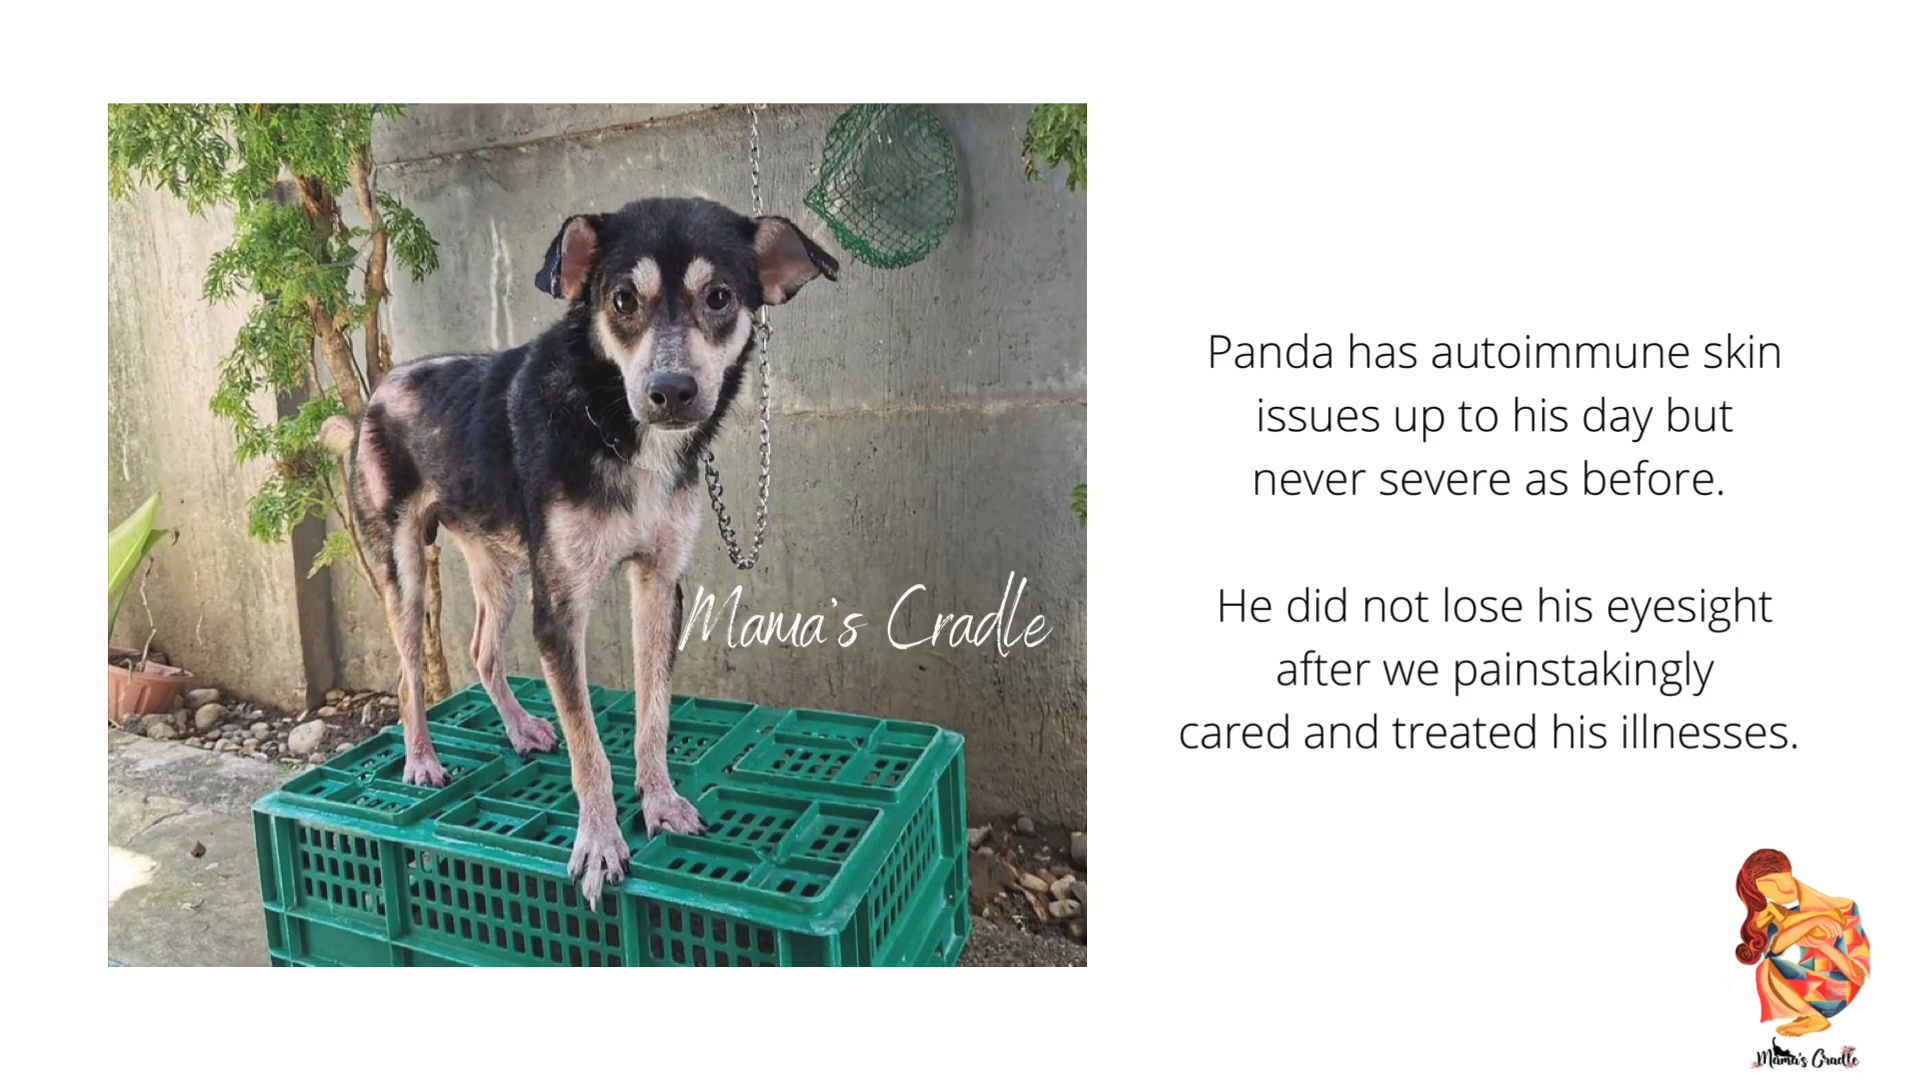 Mama's Cradle
Panda has autoimmune skin
issues up to his day but
never severe as before.
He did not lose his eyesight
after we painstakingly
cared and treated his illnesses.
Mama's Cradle